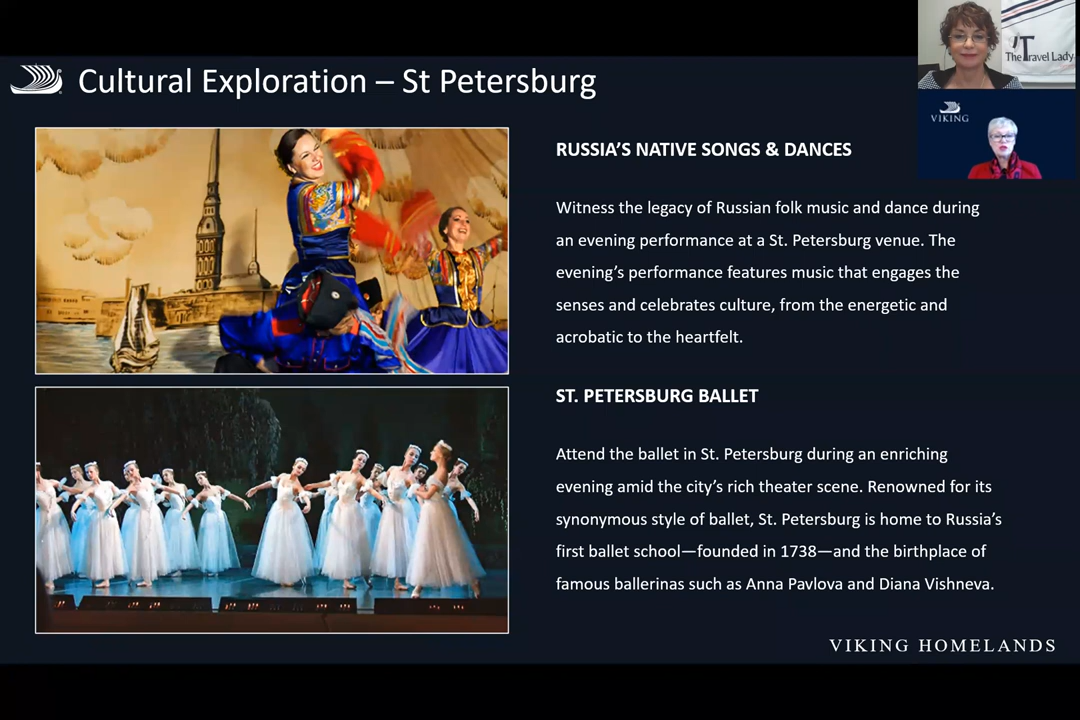 Cultural Exploration – St Petersburg
'T
The Travel Lady
VIKING
RUSSIA'S NATIVE SONGS & DANCES
Witness the legacy of Russian folk music and dance during
an evening performance at a St. Petersburg venue. The
evening's performance features music that engages the
senses and celebrates culture, from the energetic and
acrobatic to the heartfelt.
ST. PETERSBURG BALLET
Attend the ballet in St. Petersburg during an enriching
evening amid the city's rich theater scene. Renowned for its
synonymous style of ballet, St. Petersburg is home to Russia's
first ballet school—founded in 1738—and the birthplace of
famous ballerinas such as Anna Pavlova and Diana Vishneva.
VIKING HOMELANDS